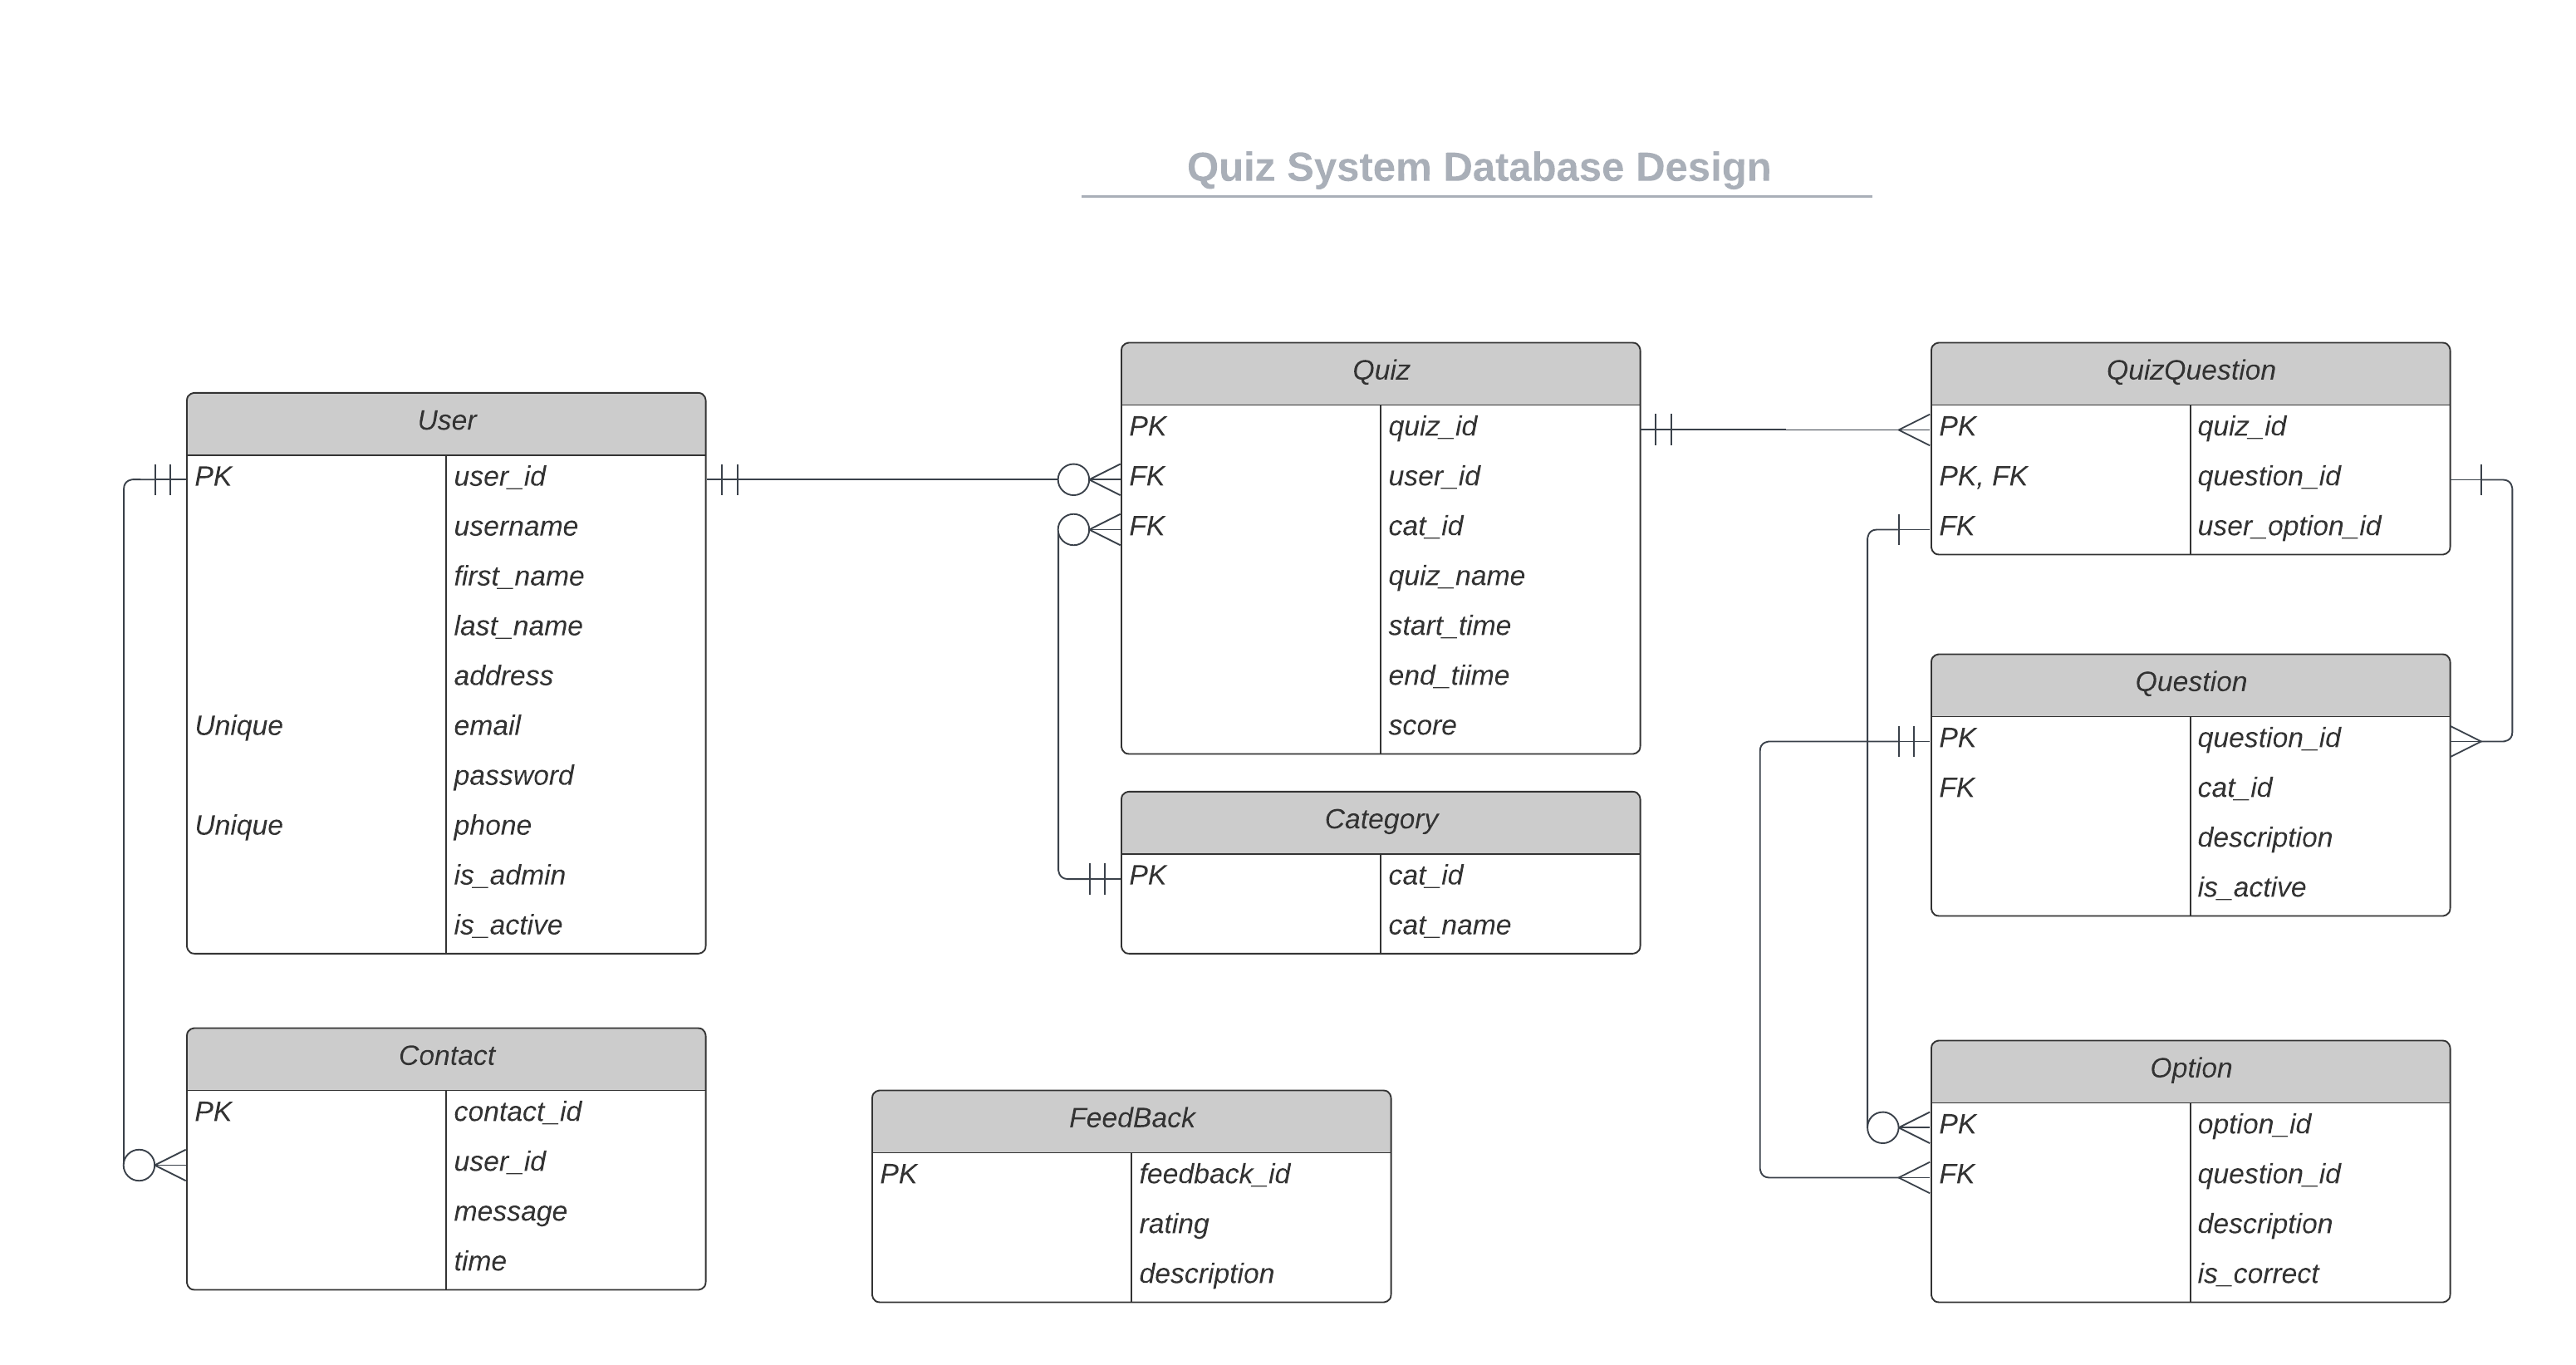 Quiz System Database Design
User
PK user_id
username
first_name
last_name
address
Unique email
password
Unique phone
is_admin
is_active
Contact
PK contact_id
user_id
message
time
Quiz
PK quiz_id
FK user_id
FK cat_id
quiz_name
start_time
end_tiime
score
Category
PK cat_id
cat_name
FeedBack
PK feedback_id
rating
description
QuizQuestion
PK quiz_id
PK, FK question_id
FK user_option_id
Question
PK question_id
FK cat_id
description
is_active
Option
PK option_id
FK question_id
description
is_correct